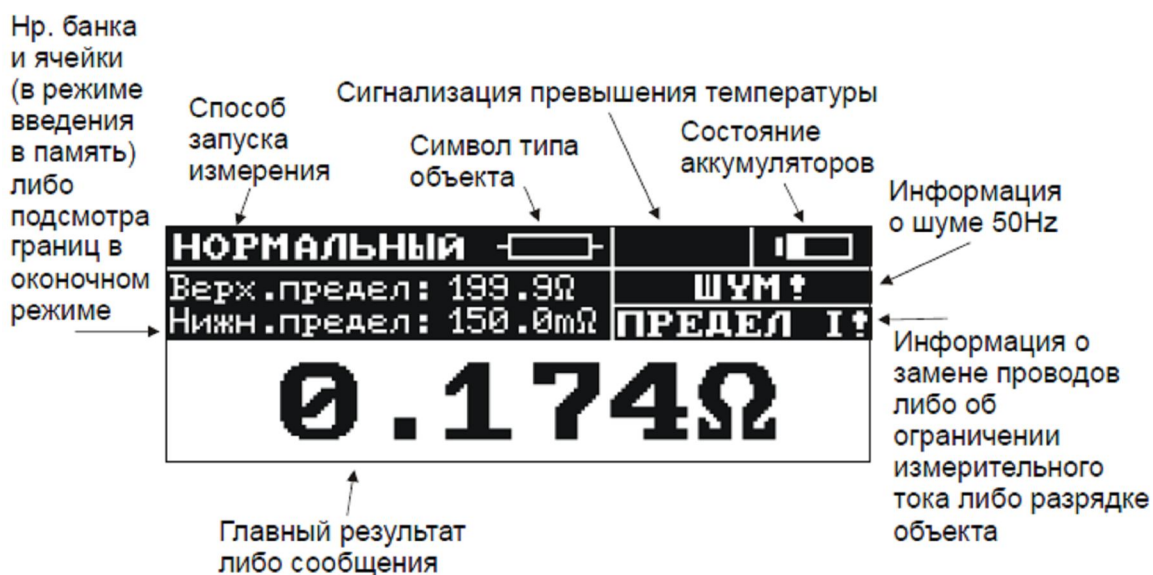 Нр. банка
и ячейки
(в режиме
введения
в память)
либо
подсмотра
границ в
оконочном
режиме
Способ
запуска
измерения
Сигнализация превышения температуры
Символ типа
объекта
Состояние
аккумуляторов
Информация
о шуме 50Hz
НОРМАЛЬНЫЙ
Верх.предел: 199.9Ω
Нижн.предел: 150.0mΩ
ШУМ!
ПРЕДЕЛ I!
0.174Ω
Информация о
замене проводов
либо об
ограничении
измерительного
тока либо разрядке
объекта
Главный результат
либо сообщения